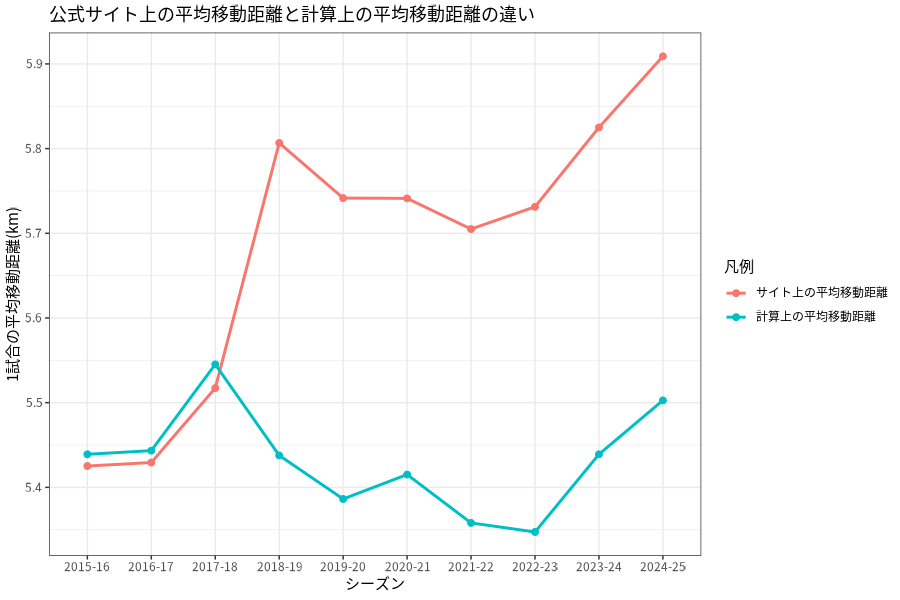 公式サイト上の平均移動距離と計算上の平均移動距離の違い
1試合の平均移動距離(km)
5.9
5.8
5.7
5.6
5.5
5.4
2015-16 2016-17 2017-18 2018-19 2019-20 2020-21 2021-22 2022-23 2023-24 2024-25
シーズン
凡例
サイト上の平均移動距離
計算上の平均移動距離